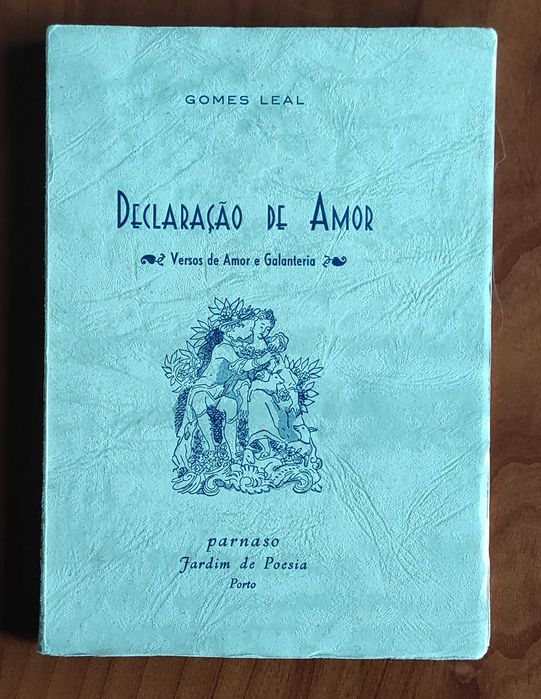 GOMES LEAL
DECLARAÇÃO DE AMOR
Versos de Amor e Galanteria
parnaso
Jardim de Poesia
Porto